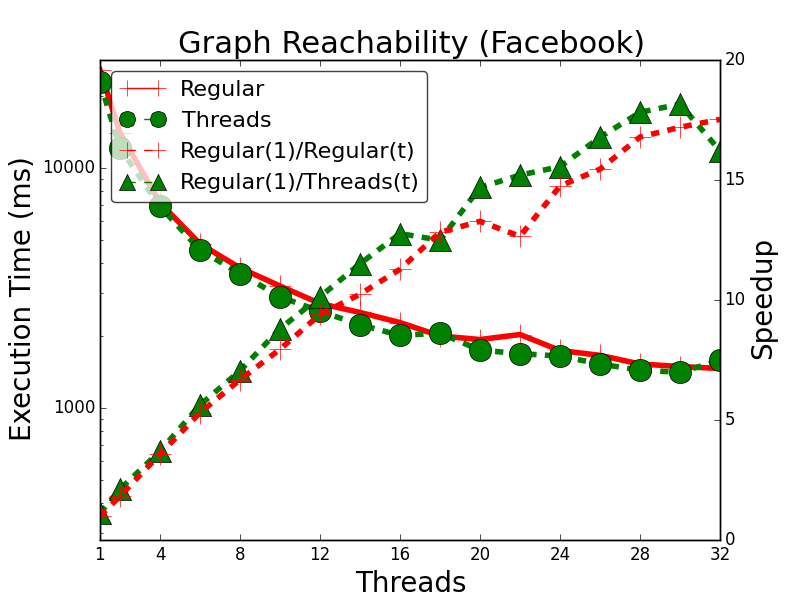 Graph Reachability (Facebook)
Regular
Threads
Regular(1)/Regular(t)
Regular(1)/Threads(t)
Execution Time (ms)
10000
1000
Speedup
20
15
10
5
0
1 4 8 12 16 20 24 28 32
Threads